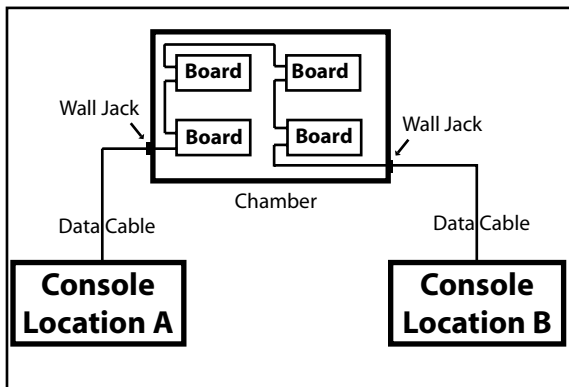 Board
Board
Wall Jack
Board
Board
Wall Jack
Chamber
Data Cable
Data Cable
Console
Location A
Console
Location B